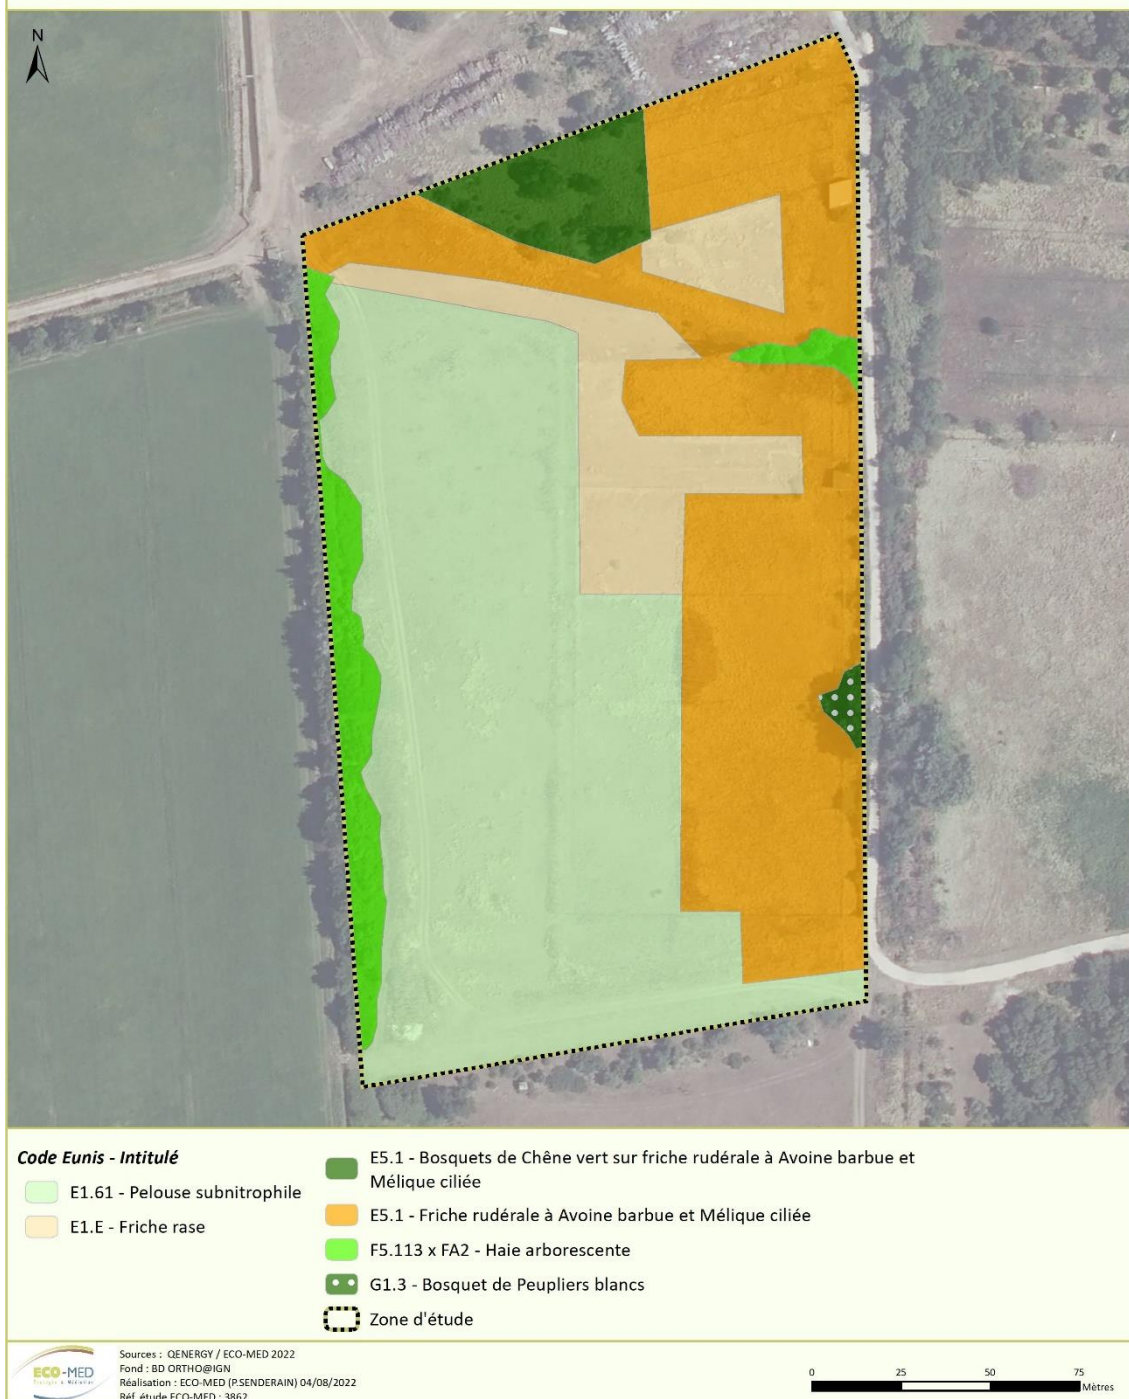 N
Code Eunis - Intitulé
E1.61 - Pelouse subnitrophile
E1.E - Friche rase
E5.1 - Bosquets de Chêne vert sur friche rudérale à Avoine barbue et
Mélique ciliée
E5.1 - Friche rudérale à Avoine barbue et Mélique ciliée
F5.113 x FA2 - Haie arborescente
G1.3 - Bosquet de Peupliers blancs
Zone d'étude
ECO-MED
Ecologie & Médiation
Sources : QENERGY / ECO-MED 2022
Fond : BD ORTHO@IGN
Réalisation : ECO-MED (P.SENDERAIN) 04/08/2022
Réf. étude ECO-MED : 3862
0 25 50 75
Mètres